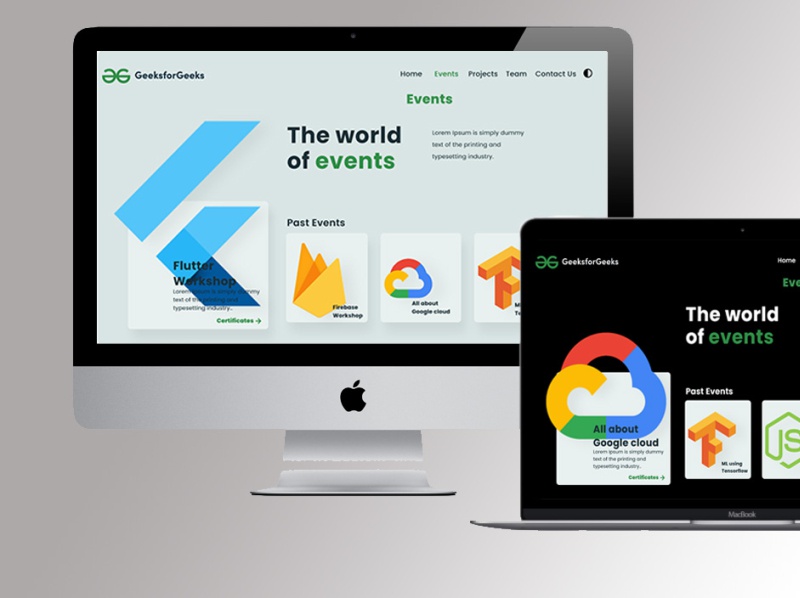 GeeksforGeeks
Home Events Projects Team Contact Us
Events
The world
of events
Lorem Ipsum is simply dummy
text of the printing and
typesetting industry.
Past Events
Flutter
Workshop
Lorem Ipsum is simply dummy
text of the printing and
typesetting industry..
Certificates →
Firebase
Workshop
All about
Google cloud
GeeksforGeeks
Home
The world
of events
Past Events
All about
Google cloud
Lorem Ipsum is simply dummy
text of the printing and
typesetting industry..
Certificates →
ML using
Tensorflow
JS
MacBook